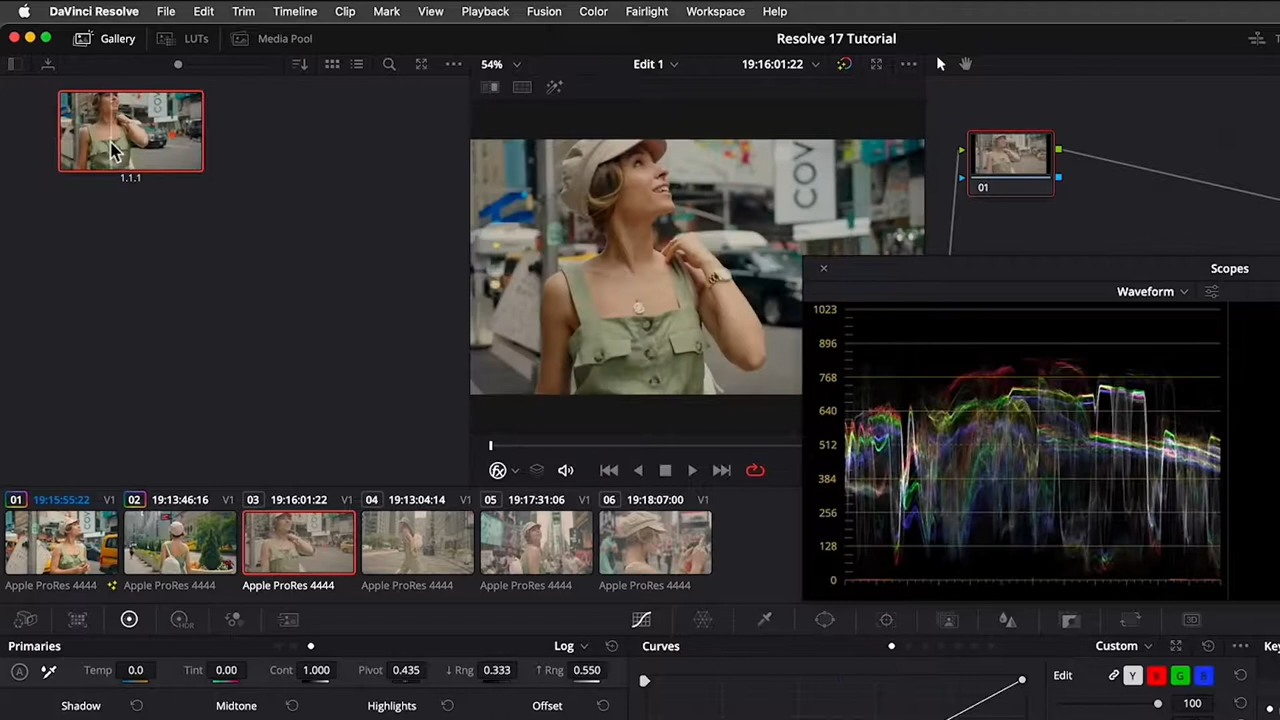 DaVinci Resolve File Edit Trim Timeline Clip Mark View Playback Fusion Color Fairlight Workspace Help
Gallery LUTs Media Pool Resolve 17 Tutorial
54% Edit 1 19:16:01:22
COV
1.1.1
01
Scopes
Waveform
1023
896
768
640
512
384
256
128
0
01 19:15:55:22 V1 02 19:13:46:16 V1 03 19:16:01:22 V1 04 19:13:04:14 V1 05 19:17:31:06 V1 06 19:18:07:00 V1
Apple ProRes 4444 Apple ProRes 4444 Apple ProRes 4444 Apple ProRes 4444 Apple ProRes 4444 Apple ProRes 4444
HDR 3D
Primaries Log Curves Custom
A Temp 0.0 Tint 0.00 Cont 1.000 Pivot 0.435 ↓ Rng 0.333 ↑ Rng 0.550 Edit Y R G B
Shadow Midtone Highlights Offset 100